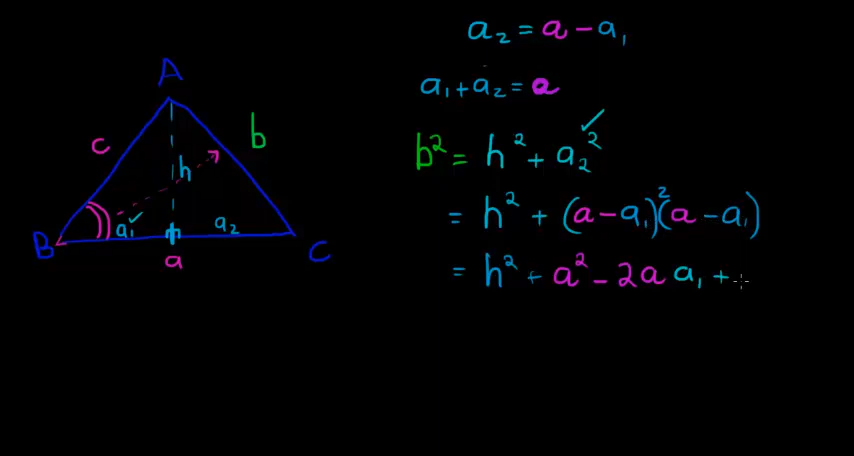 a₂ = a - a₁
a₁ + a₂ = a
b² = h² + a₂²
= h² + (a - a₁)²(a - a₁)
= h² + a² - 2a a₁ +
A
c
b
h
B
a₁
a₂
C
a